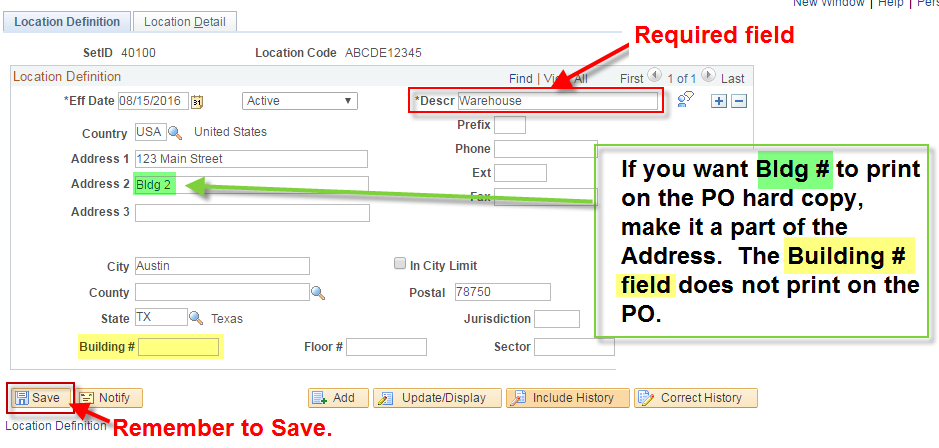 New Window | Help | Pers
Location Definition Location Detail
SetID 40100 Location Code ABCDE12345
Required field
Location Definition Find | View All First 1 of 1 Last
*Eff Date 08/15/2016 31 Active *Descr Warehouse
Country USA United States Prefix
Address 1 123 Main Street Phone
Address 2 Bldg 2 Ext
Address 3 Fax
If you want Bldg # to print
on the PO hard copy,
make it a part of the
Address. The Building #
field does not print on the
PO.
City Austin In City Limit
County Postal 78750
State TX Texas Jurisdiction
Building # Floor # Sector
Save Notify Add Update/Display Include History Correct History
Location Definition
Remember to Save.